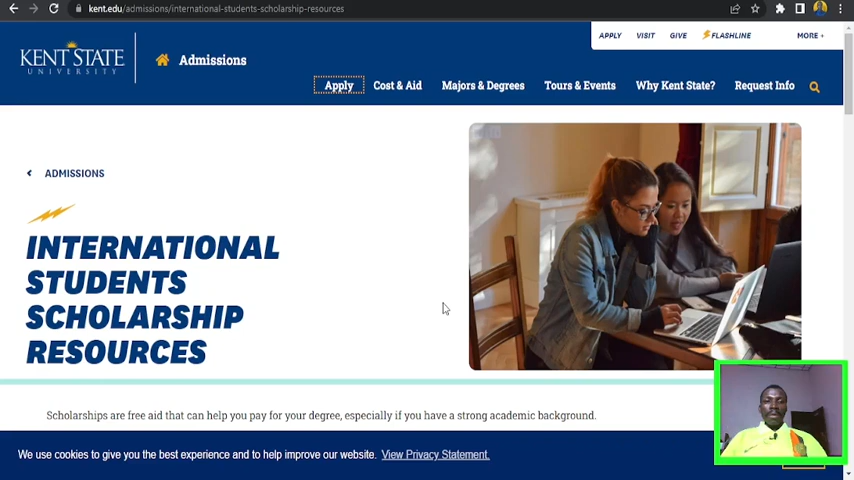 kent.edu/admissions/international-students-scholarship-resources
KENT STATE
UNIVERSITY
Admissions
APPLY VISIT GIVE FLASHLINE MORE +
Apply Cost & Aid Majors & Degrees Tours & Events Why Kent State? Request Info
ADMISSIONS
INTERNATIONAL
STUDENTS
SCHOLARSHIP
RESOURCES
Scholarships are free aid that can help you pay for your degree, especially if you have a strong academic background.
We use cookies to give you the best experience and to help improve our website. View Privacy Statement.